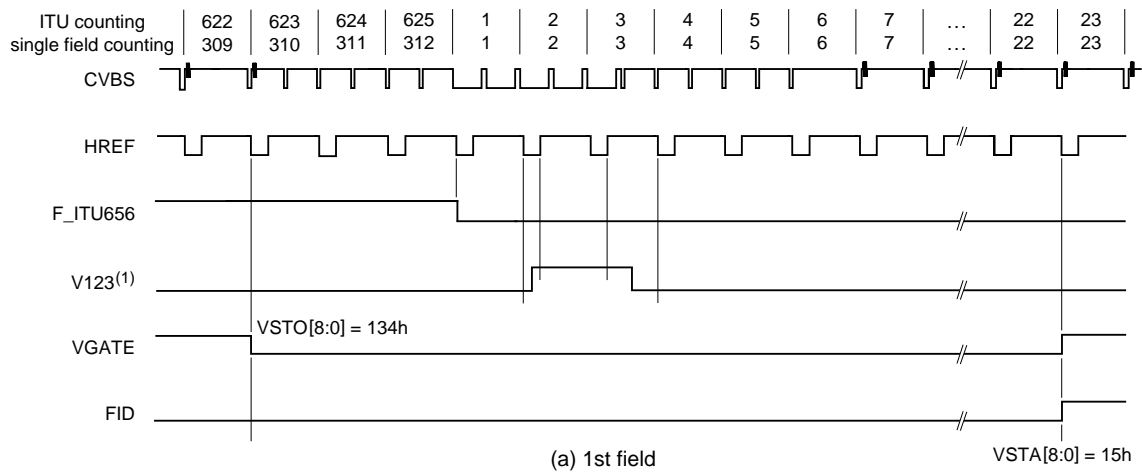 ITU counting 622 623 624 625 1 2 3 4 5 6 7 ... 22 23
single field counting 309 310 311 312 1 2 3 4 5 6 7 ... 22 23
CVBS
HREF
F_ITU656
V123(1)
VSTO[8:0] = 134h
VGATE
FID
(a) 1st field
VSTA[8:0] = 15h